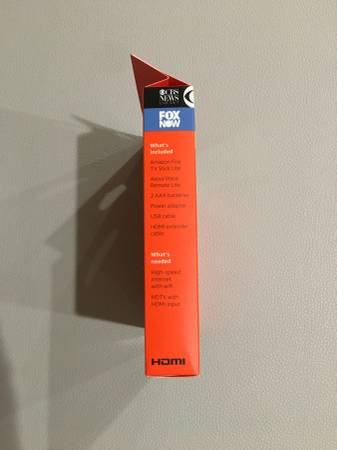 CBS
NEWS
FOX
NOW
What's
included
Amazon Fire
TV Stick Lite
Alexa Voice
Remote Lite
2 AAA batteries
Power adapter
USB cable
HDMI extender
cable
What's
needed
High-speed
internet
with wifi
HDTV with
HDMI input
HDMI